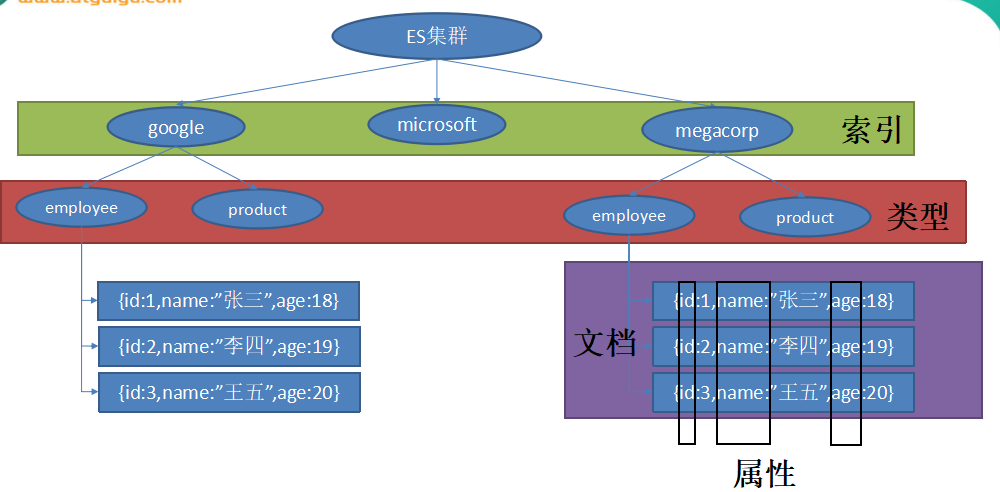 www.atguigu.com
ES集群
google
microsoft
megacorp
索引
employee
product
employee
product
类型
{id:1,name:”张三”,age:18}
{id:2,name:”李四”,age:19}
{id:3,name:”王五”,age:20}
文档
{id:1,name:”张三”,age:18}
{id:2,name:”李四”,age:19}
{id:3,name:”王五”,age:20}
属性